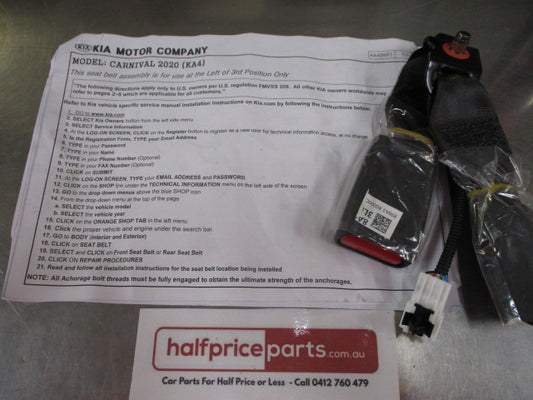 KIA KIA MOTOR COMPANY
MODEL: CARNIVAL 2020 (KA4)
This seat belt assembly is for use at the Left of 3rd Position Only
"The following directions apply only to U.S. owners per U.S. regulation FMVSS 209. All other KIA owners worldwide may
refer to pages 2~8 which are applicable for all customers."
Refer to Kia vehicle specific service manual installation instructions on Kia.com by following the instructions below:
1. GO to www.kia.com
2. SELECT Kia Owners button from the left side menu
3. SELECT Service Information
4. At the LOG-ON SCREEN, CLICK on the Register button to register as a new user for technical information access, at no charge
5. In the Registration Form, TYPE your Email Address
6. TYPE in your Password
7. TYPE in your Name
8. TYPE in your Phone Number (Optional)
9. TYPE in your FAX Number (Optional)
10. CLICK on SUBMIT
11. At the LOG-ON SCREEN, TYPE your EMAIL ADDRESS and PASSWORD
12. CLICK on the SHOP link under the TECHNICAL INFORMATION menu on the left side of the screen
13. GO to the drop down menus above the blue SHOP icon
14. From the drop-down menu at the top of the page
a. SELECT the vehicle model
b. SELECT the vehicle year
15. CLICK on the ORANGE SHOP TAB in the left menu
16. Click the proper vehicle and engine under the search bar.
17. GO to BODY (Interior and Exterior)
18. CLICK on SEAT BELT
19. SELECT and CLICK on Front Seat Belt or Rear Seat Belt
20. CLICK ON REPAIR PROCEDURES
21. Read and follow all installation instructions for the seat belt location being installed
NOTE: All Achorage bolt threads must be fully engaged to obtain the ultimate strength of the anchorages.
3L
halfpriceparts.com.au
Car Parts For Half Price or Less - Call 0412 760 479